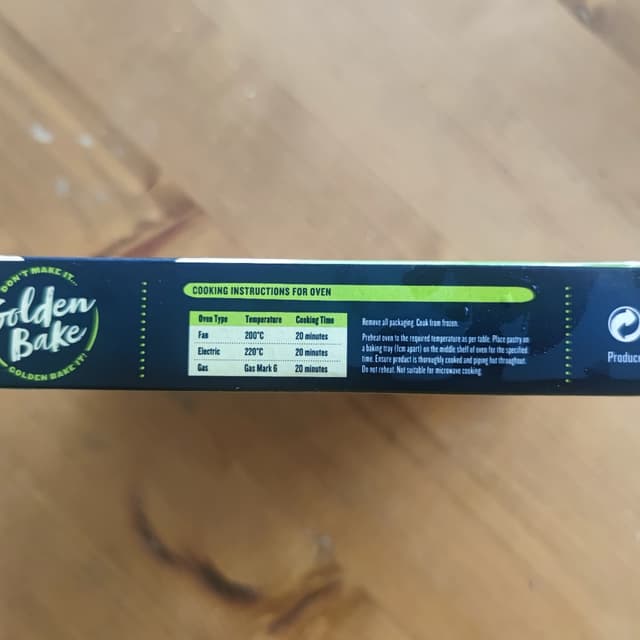 DON'T MAKE IT...
Golden
Bake
GOLDEN BAKE IT!
COOKING INSTRUCTIONS FOR OVEN
Oven Type Temperature Cooking Time
Fan 200°C 20 minutes
Electric 220°C 20 minutes
Gas Gas Mark 6 20 minutes
Remove all packaging. Cook from frozen.
Preheat oven to the required temperature as per table. Place pastry on
a baking tray (1cm apart) on the middle shelf of oven for the specified
time. Ensure product is thoroughly cooked and piping hot throughout.
Do not reheat. Not suitable for microwave cooking.